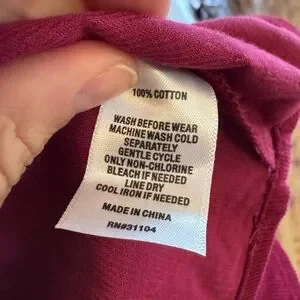 100% COTTON
WASH BEFORE WEAR
MACHINE WASH COLD
SEPARATELY
GENTLE CYCLE
ONLY NON-CHLORINE
BLEACH IF NEEDED
LINE DRY
COOL IRON IF NEEDED
MADE IN CHINA
RN#31104